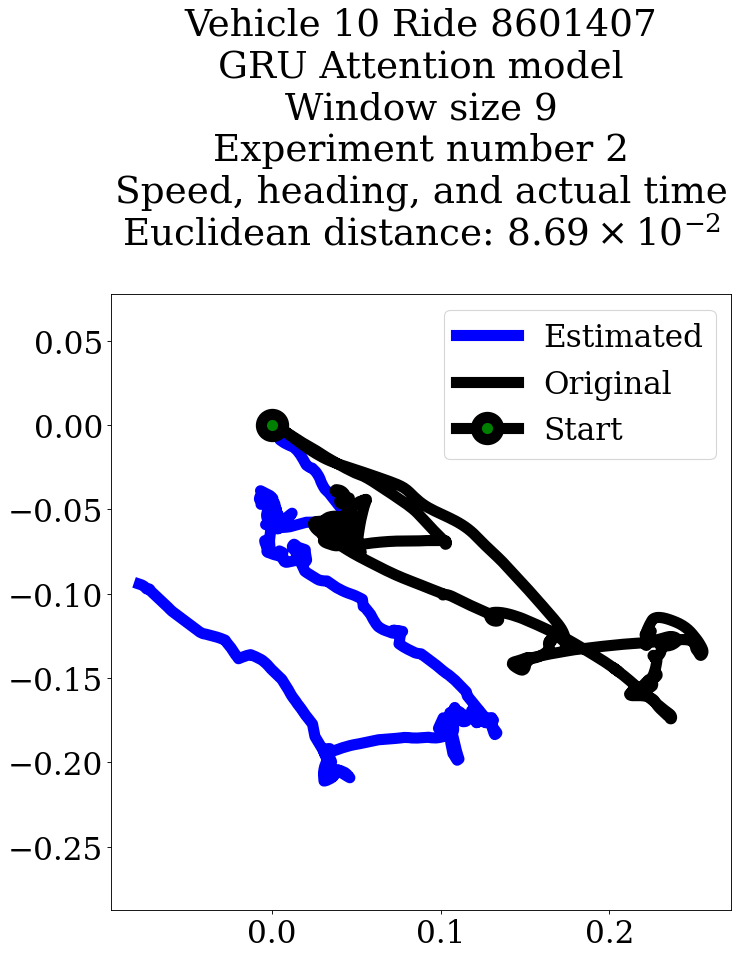 Vehicle 10 Ride 8601407
GRU Attention model
Window size 9
Experiment number 2
Speed, heading, and actual time
Euclidean distance: 8.69 × 10⁻²
Estimated
Original
Start
0.05
0.00
−0.05
−0.10
−0.15
−0.20
−0.25
0.0 0.1 0.2